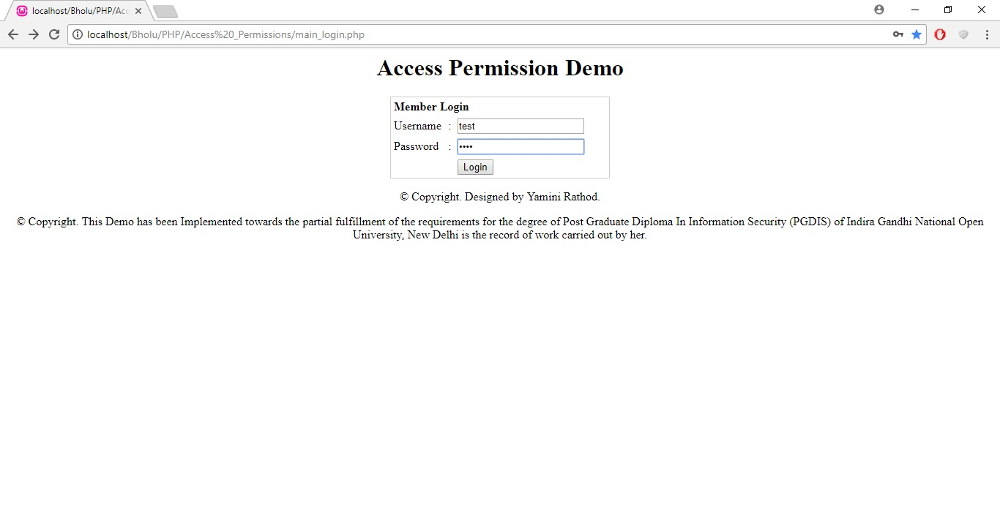 localhost/Bholu/PHP/Acc
localhost/Bholu/PHP/Access%20_Permissions/main_login.php
Access Permission Demo
Member Login
Username : test
Password : ••••
Login
© Copyright. Designed by Yamini Rathod.
© Copyright. This Demo has been Implemented towards the partial fulfillment of the requirements for the degree of Post Graduate Diploma In Information Security (PGDIS) of Indira Gandhi National Open
University, New Delhi is the record of work carried out by her.